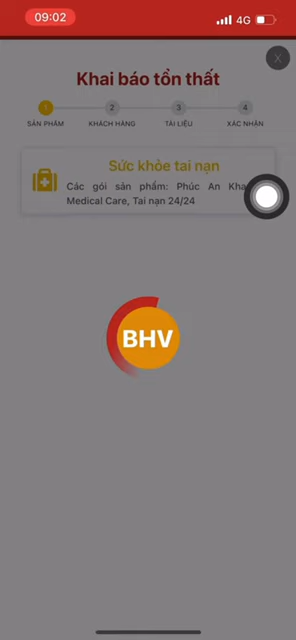 09:02
4G
X
Khai báo tổn thất
1
2
3
4
SẢN PHẨM
KHÁCH HÀNG
TÀI LIỆU
XÁC NHẬN
Sức khỏe tai nạn
Các gói sản phẩm: Phúc An
Medical Care, Tai nạn 24/24
BHV